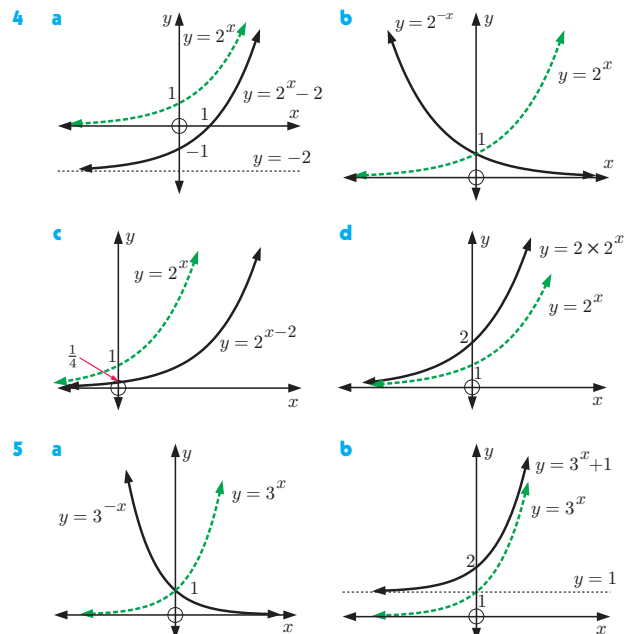 4 a
y
y = 2^x
1
1
y = 2^x − 2
x
−1
y = −2
b
y = 2^−x
y
y = 2^x
1
x
c
y
y = 2^x
1/4
1
y = 2^x−2
x
d
y
y = 2 × 2^x
2
y = 2^x
1
x
5 a
y
y = 3^−x
y = 3^x
1
x
b
y
y = 3^x + 1
y = 3^x
2
y = 1
1
x